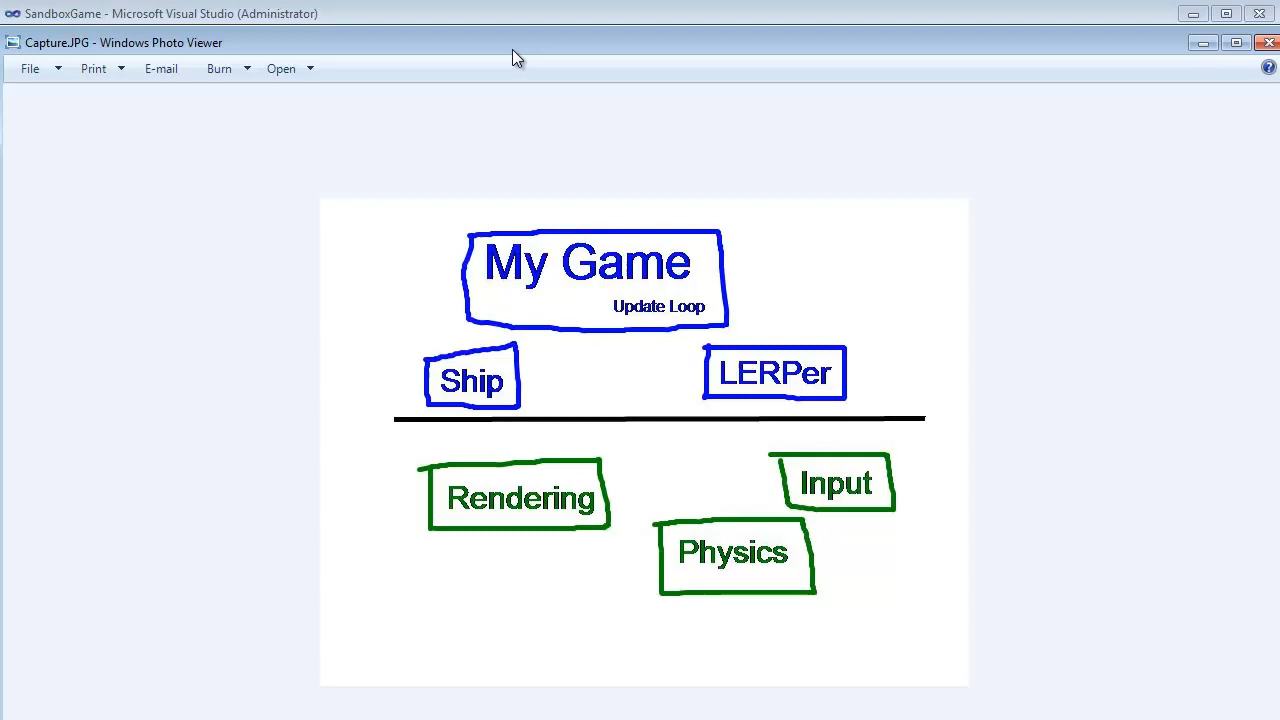 SandboxGame - Microsoft Visual Studio (Administrator)
Capture.JPG - Windows Photo Viewer
File Print E-mail Burn Open
My Game
Update Loop
Ship
LERPer
Rendering
Input
Physics